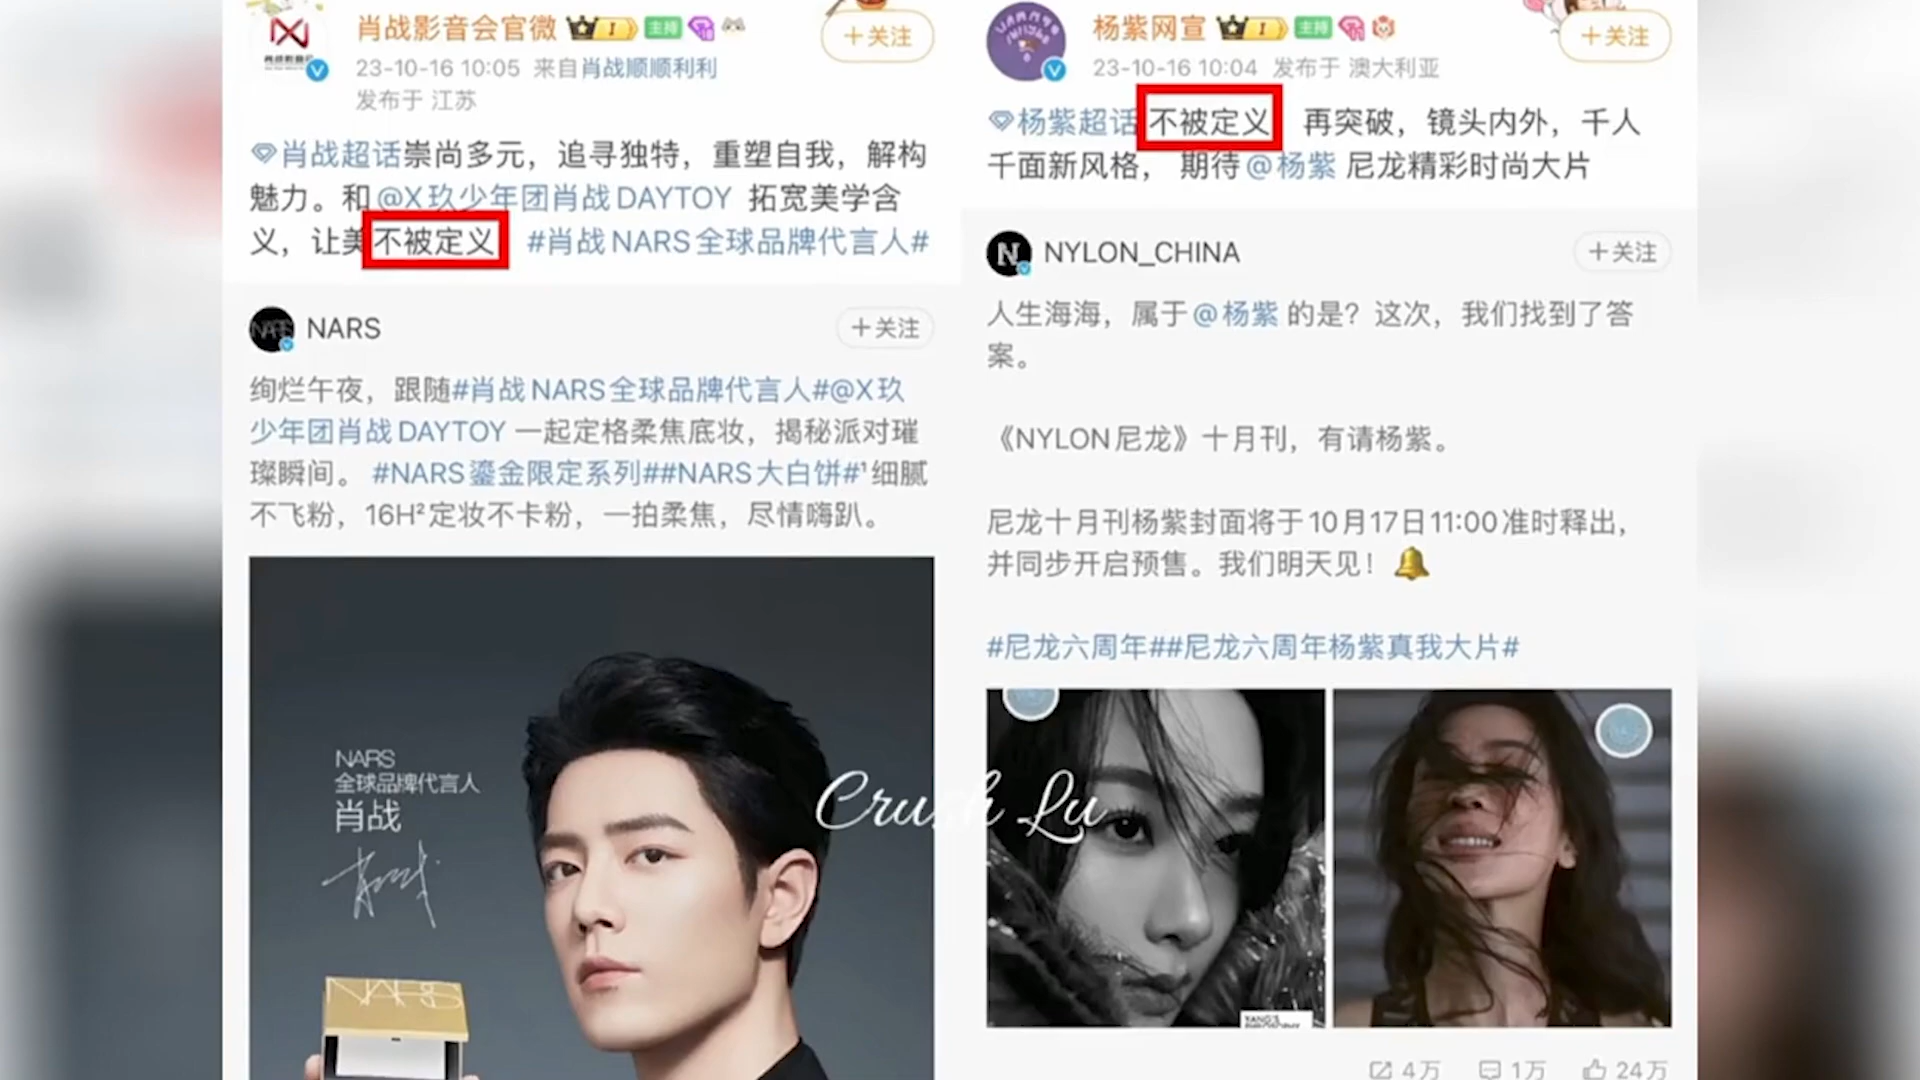 肖战影音会官微 I 主持
+关注
23-10-16 10:05 来自 肖战顺顺利利
发布于 江苏
肖战超话崇尚多元，追寻独特，重塑自我，解构
魅力。和 @X玖少年团肖战DAYTOY 拓宽美学含
义，让美不被定义 #肖战NARS全球品牌代言人#
NARS
+关注
绚烂午夜，跟随#肖战NARS全球品牌代言人#@X玖
少年团肖战DAYTOY 一起定格柔焦底妆，揭秘派对璀
璨瞬间。 #NARS鎏金限定系列##NARS大白饼#¹细腻
不飞粉，16H²定妆不卡粉，一拍柔焦，尽情嗨趴。
NARS
全球品牌代言人
肖战
NARS
杨紫网宣 I 主持
+关注
23-10-16 10:04 发布于 澳大利亚
杨紫超话 不被定义 再突破，镜头内外，千人
千面新风格， 期待 @杨紫 尼龙精彩时尚大片
N NYLON_CHINA
+关注
人生海海，属于 @杨紫 的是？这次，我们找到了答
案。
《NYLON尼龙》十月刊，有请杨紫。
尼龙十月刊杨紫封面将于10月17日11:00准时释出，
并同步开启预售。我们明天见！
#尼龙六周年##尼龙六周年杨紫真我大片#
Crush Lu
YANG'S
PHILOSOPHY
4万 1万 24万